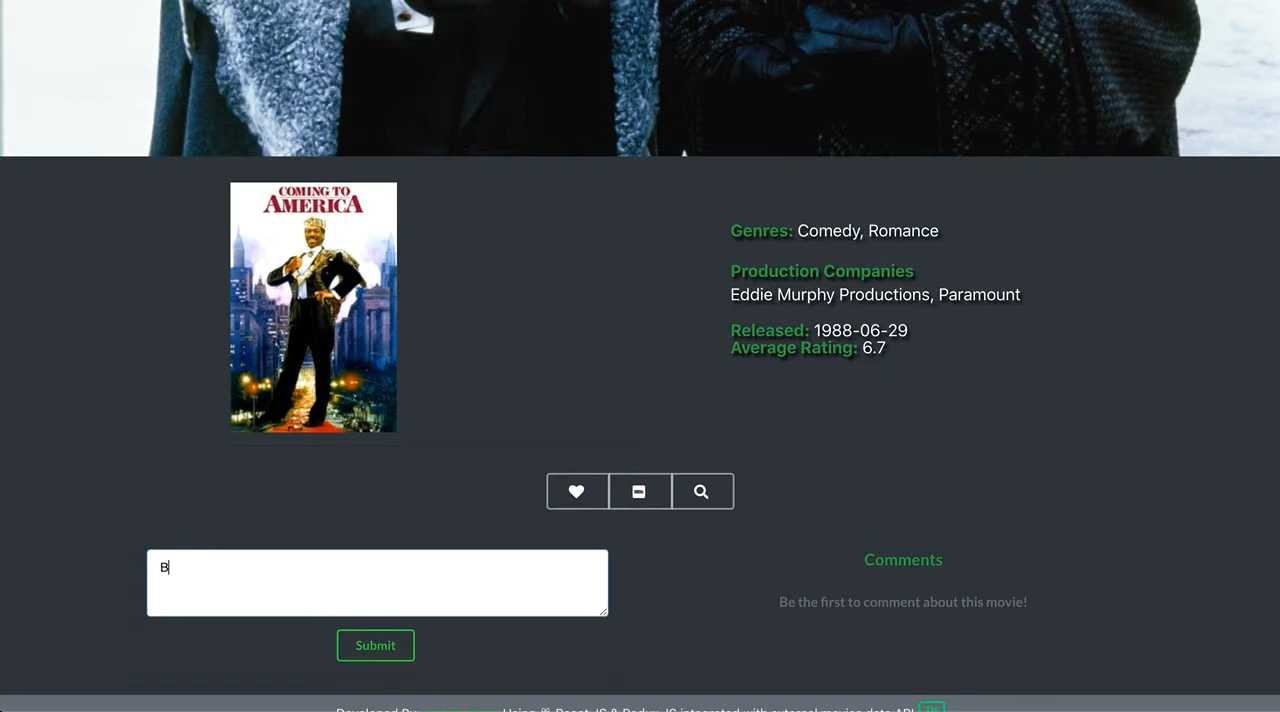 COMING TO
AMERICA
Genres: Comedy, Romance
Production Companies
Eddie Murphy Productions, Paramount
Released: 1988-06-29
Average Rating: 6.7
B
Comments
Be the first to comment about this movie!
Submit